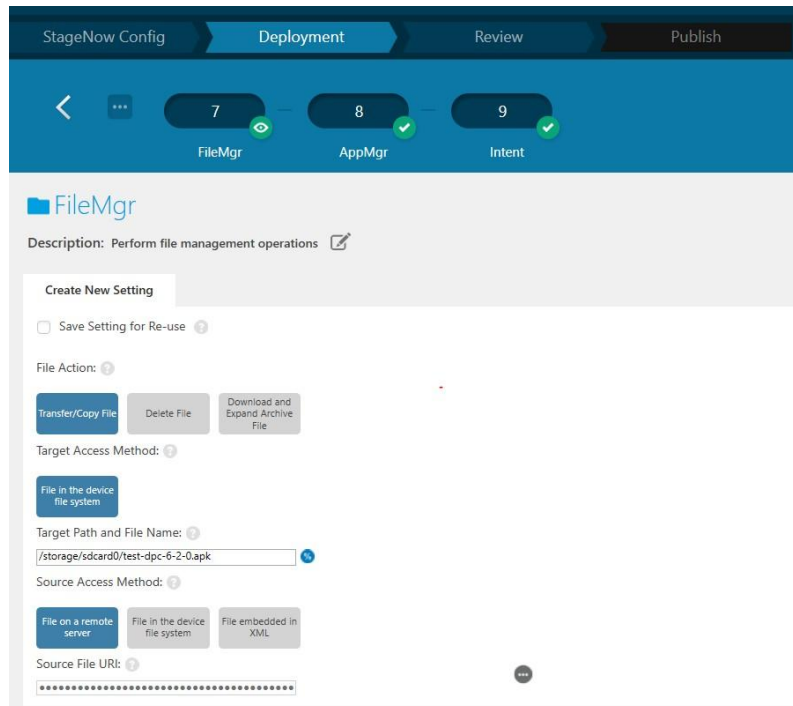 StageNow Config Deployment Review Publish
7 8 9
FileMgr AppMgr Intent
FileMgr
Description: Perform file management operations
Create New Setting
Save Setting for Re-use ?
File Action: ?
Transfer/Copy File Delete File Download and
Expand Archive
File
Target Access Method: ?
File in the device
file system
Target Path and File Name: ?
/storage/sdcard0/test-dpc-6-2-0.apk
Source Access Method: ?
File on a remote
server
File in the device
file system
File embedded in
XML
Source File URI: ?
••••••••••••••••••••••••••••••••••••••••